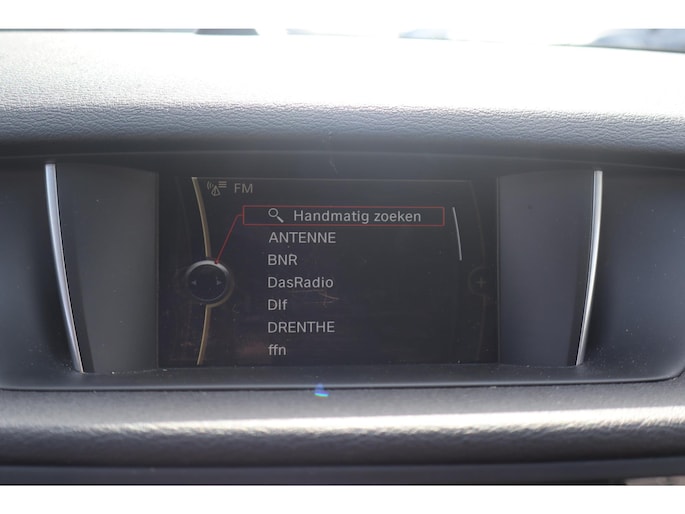 FM
Handmatig zoeken
ANTENNE
BNR
DasRadio
Dlf
DRENTHE
ffn